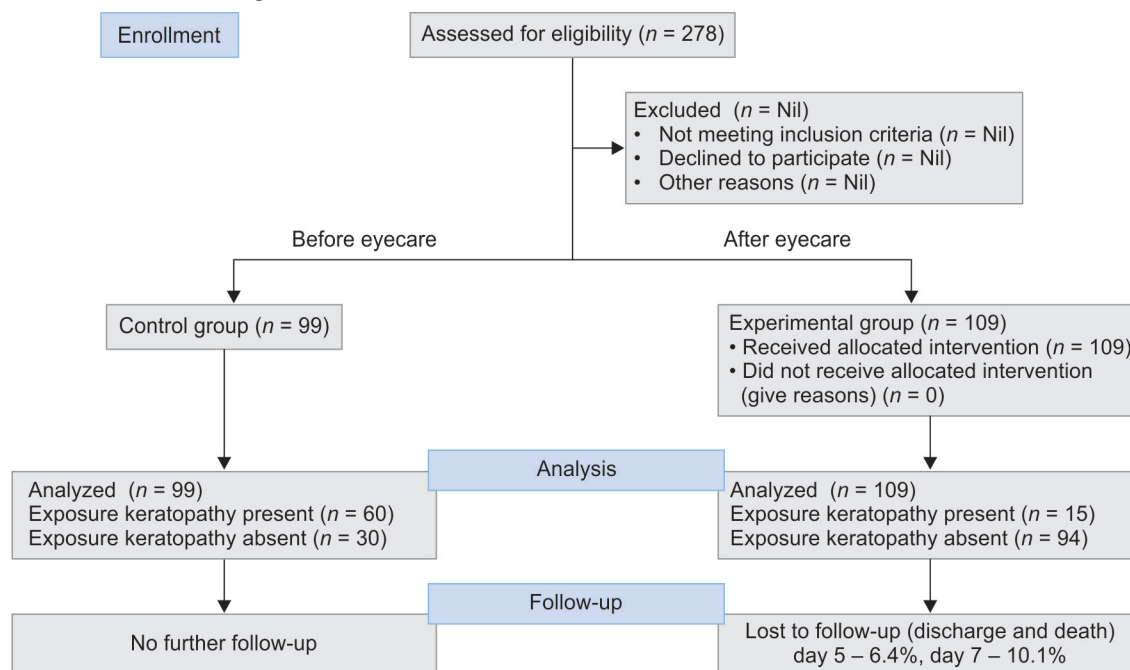 Enrollment
Assessed for eligibility (n = 278)
Excluded (n = Nil)
• Not meeting inclusion criteria (n = Nil)
• Declined to participate (n = Nil)
• Other reasons (n = Nil)
Before eyecare
After eyecare
Control group (n = 99)
Experimental group (n = 109)
• Received allocated intervention (n = 109)
• Did not receive allocated intervention
(give reasons) (n = 0)
Analysis
Analyzed (n = 99)
Exposure keratopathy present (n = 60)
Exposure keratopathy absent (n = 30)
Analyzed (n = 109)
Exposure keratopathy present (n = 15)
Exposure keratopathy absent (n = 94)
Follow-up
No further follow-up
Lost to follow-up (discharge and death)
day 5 – 6.4%, day 7 – 10.1%